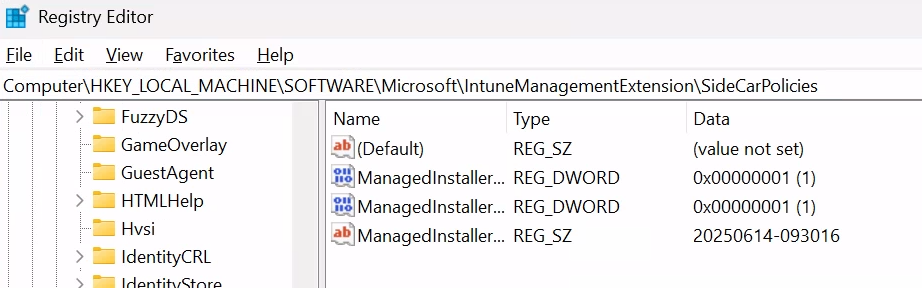 Registry Editor
File Edit View Favorites Help
Computer\HKEY_LOCAL_MACHINE\SOFTWARE\Microsoft\IntuneManagementExtension\SideCarPolicies
FuzzyDS
GameOverlay
GuestAgent
HTMLHelp
Hvsi
IdentityCRL
IdentityStore
Name Type Data
(Default) REG_SZ (value not set)
ManagedInstaller... REG_DWORD 0x00000001 (1)
ManagedInstaller... REG_DWORD 0x00000001 (1)
ManagedInstaller... REG_SZ 20250614-093016